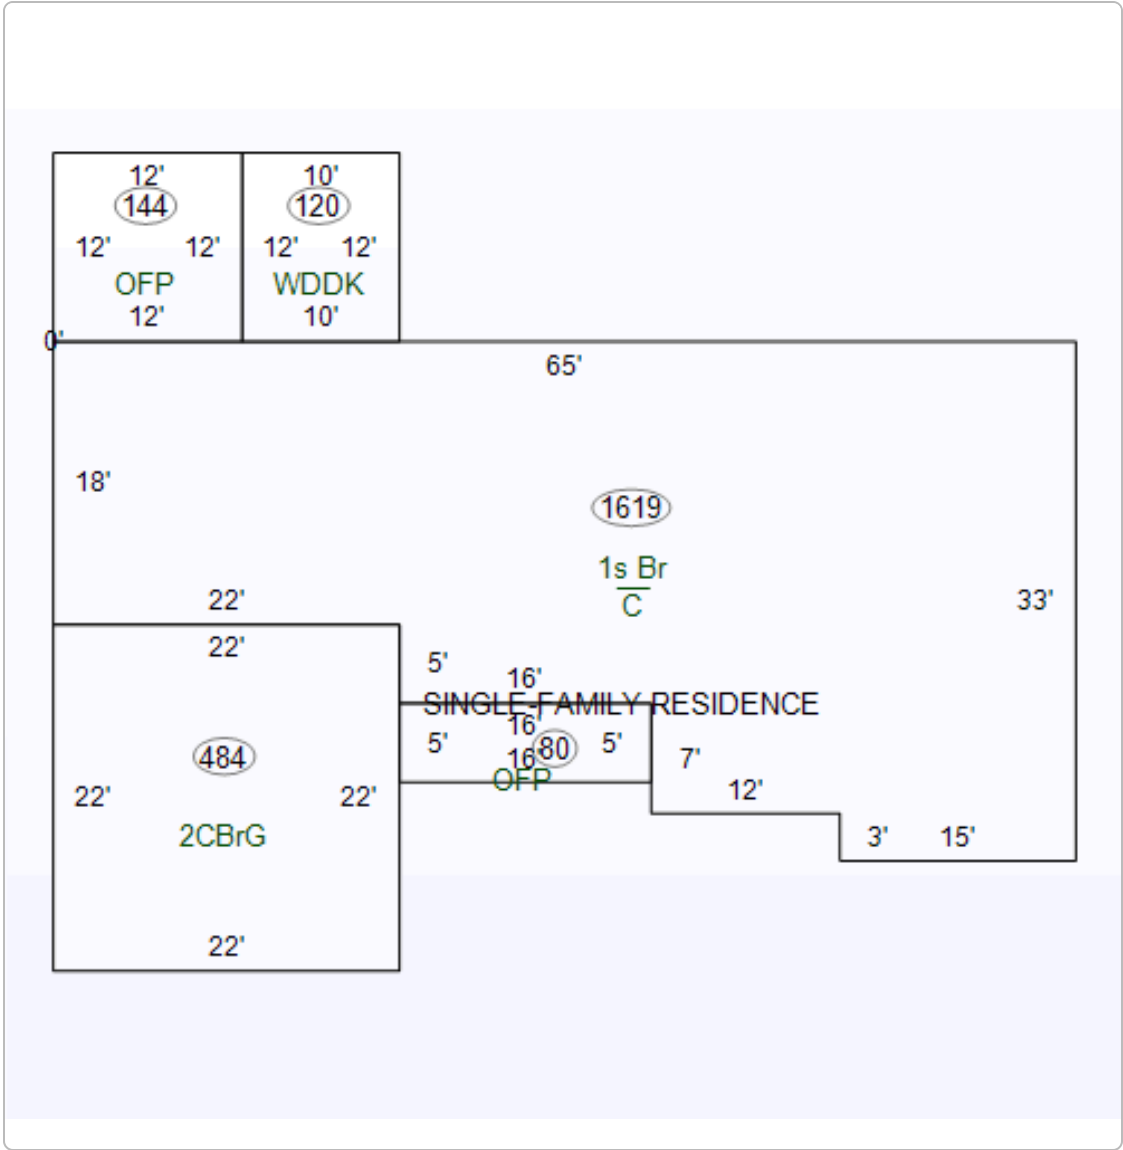 12' 10'
144 120
12' 12' 12' 12'
OFP WDDK
12' 10'
0'
65'
18'
1619
1s Br
C
22' 33'
22'
5'
16'
SINGLE-FAMILY RESIDENCE
16'
5' 80 5'
484 16' 7'
OFP
22' 22' 12'
2CBrG 3' 15'
22'